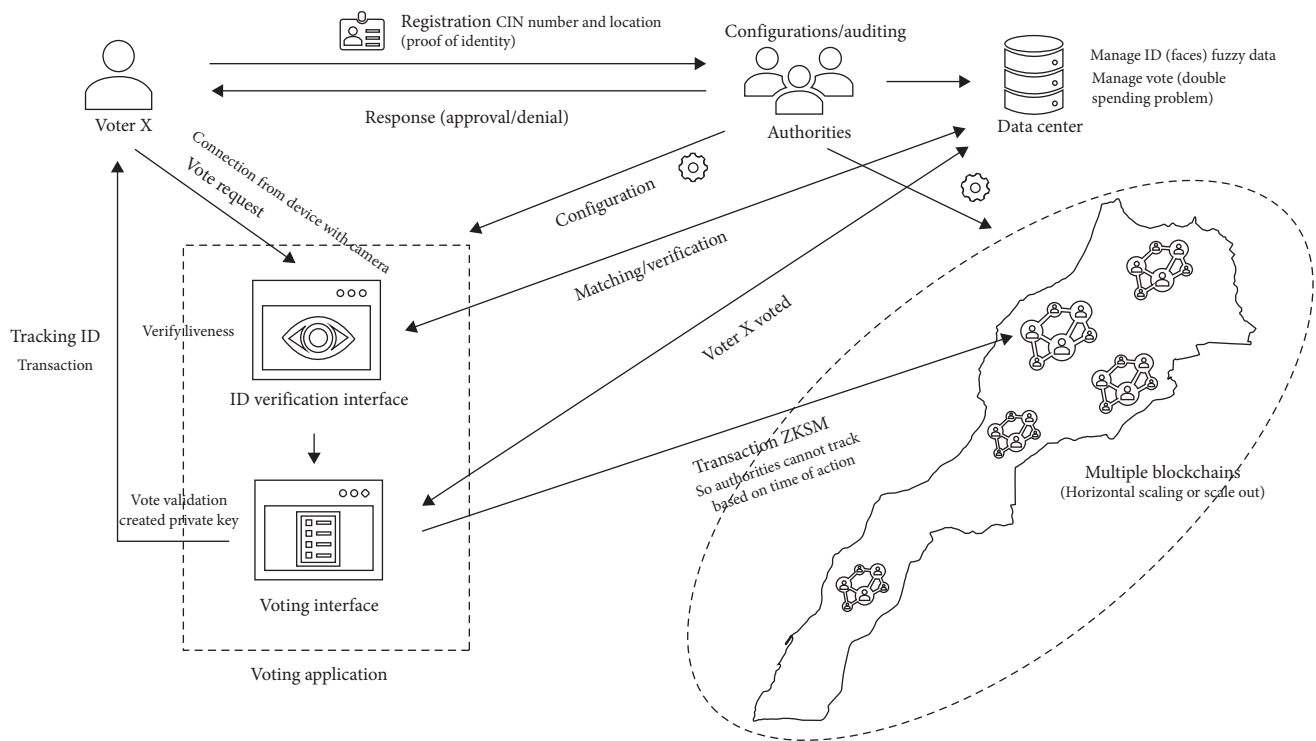 Registration CIN number and location
(proof of identity)
Configurations/auditing
Manage ID (faces) fuzzy data
Manage vote (double
spending problem)
Voter X
Response (approval/denial)
Authorities
Data center
Connection from device with camera
Vote request
Configuration
Matching/verification
Voter X voted
Tracking ID
Transaction
Verify liveness
ID verification interface
Transaction ZKSM
So authorities cannot track
based on time of action
Multiple blockchains
(Horizontal scaling or scale out)
Vote validation
created private key
Voting interface
Voting application